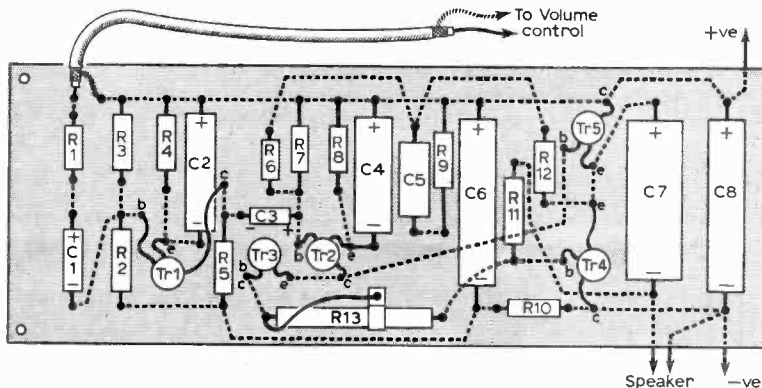 To Volume
control
+ve
c
R1
R3
R4
+
C2
c
R6
R7
R8
+
C4
C5
R9
+
C6
b
Tr5
e
R12
R11
+
C7
+
C8
+
C1
-
b
R2
e
Tr1
-
R5
C3
-
+
b
Tr3
c
e
b
Tr2
e
c
-
-
b
Tr4
c
-
-
R13
R10
Speaker
-ve